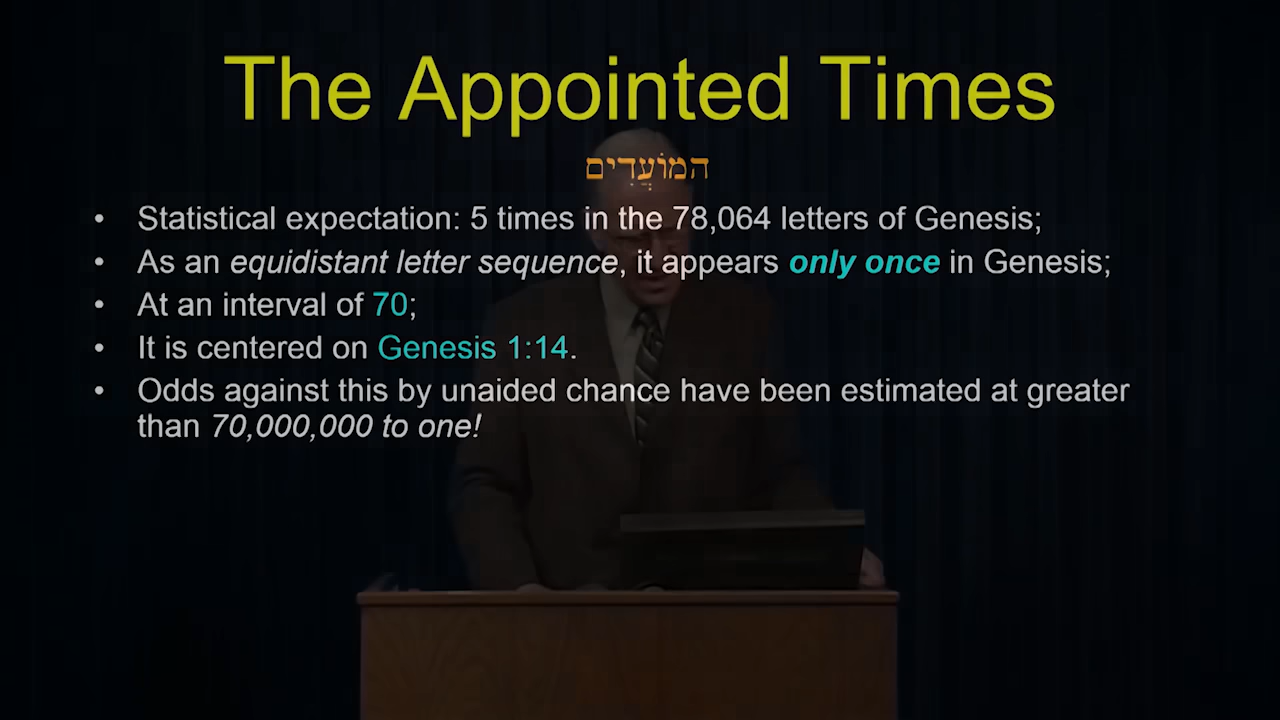 The Appointed Times
המוֹעֲדִים
• Statistical expectation: 5 times in the 78,064 letters of Genesis;
• As an equidistant letter sequence, it appears only once in Genesis;
• At an interval of 70;
• It is centered on Genesis 1:14.
• Odds against this by unaided chance have been estimated at greater
than 70,000,000 to one!